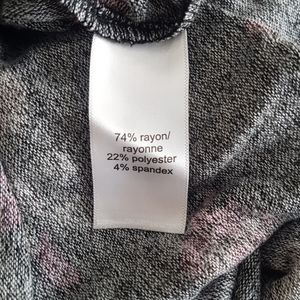 74% rayon/
rayonne
22% polyester
4% spandex